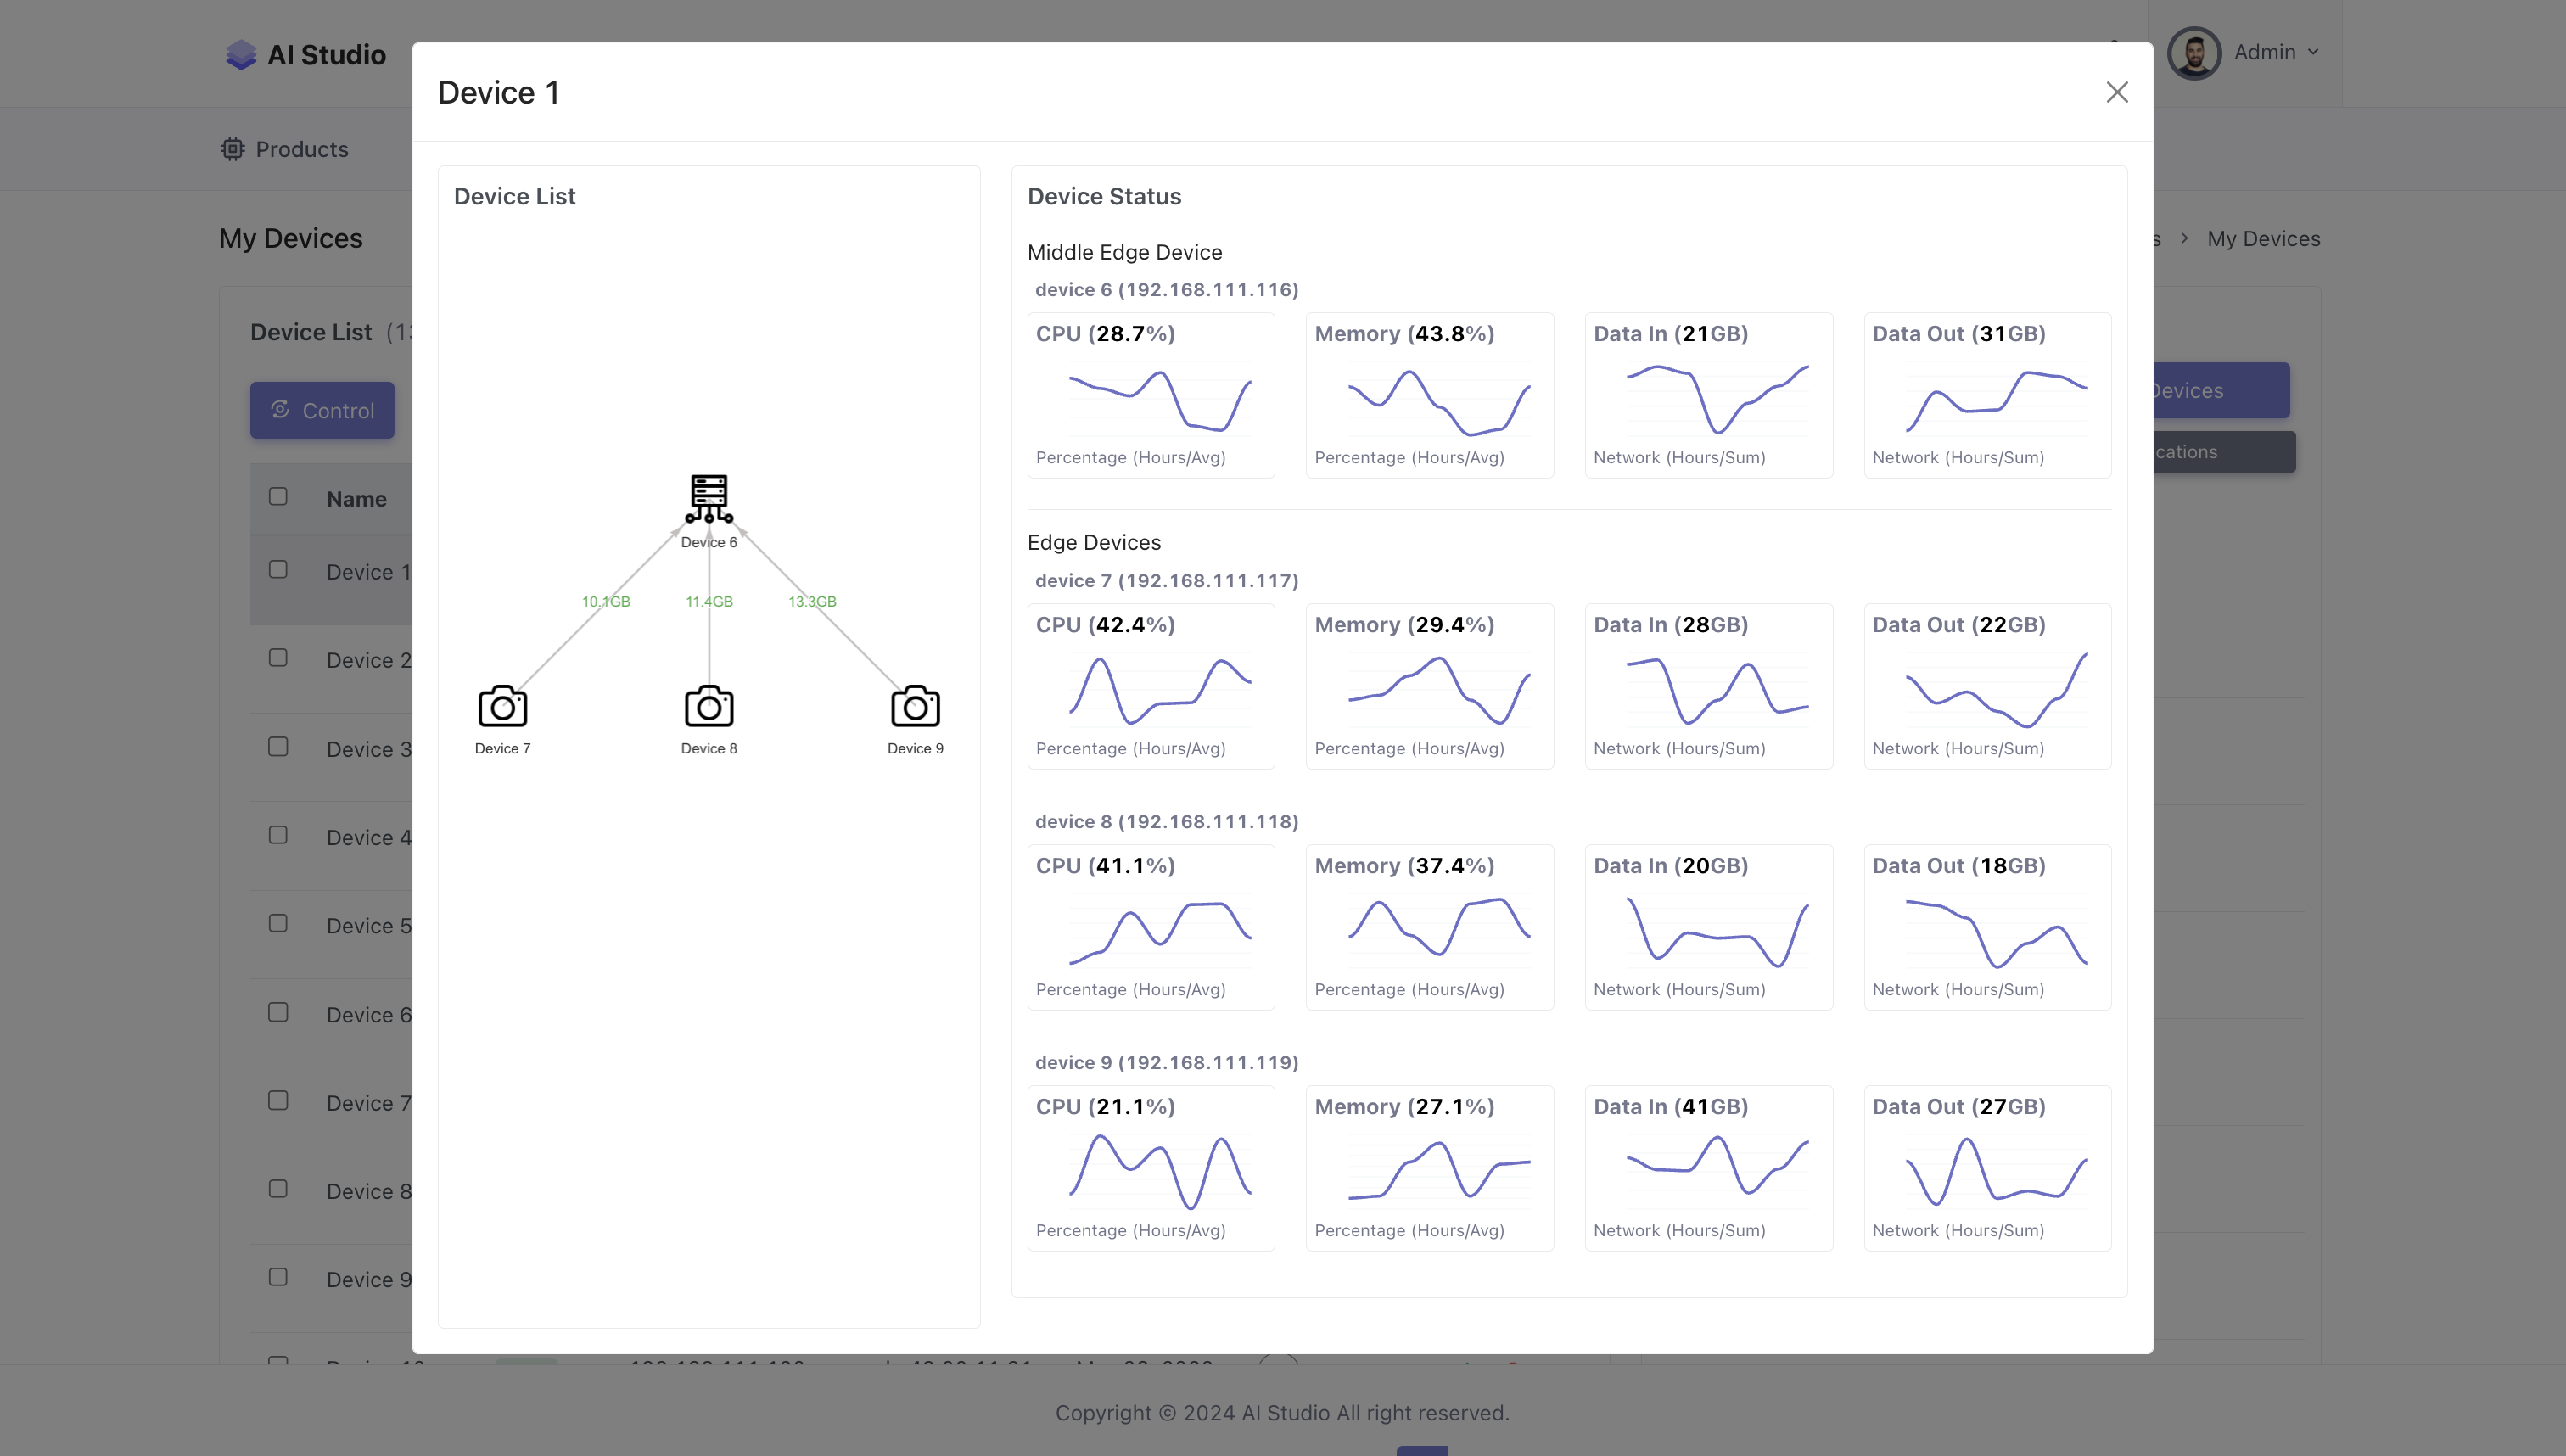 AI Studio
Admin
Products
My Devices
My Devices
Device List
Control
Devices
Name
Device 1
Device 2
Device 3
Device 4
Device 5
Device 6
Device 7
Device 8
Device 9
Device 1
Device List
Device 6
10.1GB 11.4GB 13.3GB
Device 7 Device 8 Device 9
Device Status
Middle Edge Device
device 6 (192.168.111.116)
CPU (28.7%) Memory (43.8%) Data In (21GB) Data Out (31GB)
Percentage (Hours/Avg) Percentage (Hours/Avg) Network (Hours/Sum) Network (Hours/Sum)
Edge Devices
device 7 (192.168.111.117)
CPU (42.4%) Memory (29.4%) Data In (28GB) Data Out (22GB)
Percentage (Hours/Avg) Percentage (Hours/Avg) Network (Hours/Sum) Network (Hours/Sum)
device 8 (192.168.111.118)
CPU (41.1%) Memory (37.4%) Data In (20GB) Data Out (18GB)
Percentage (Hours/Avg) Percentage (Hours/Avg) Network (Hours/Sum) Network (Hours/Sum)
device 9 (192.168.111.119)
CPU (21.1%) Memory (27.1%) Data In (41GB) Data Out (27GB)
Percentage (Hours/Avg) Percentage (Hours/Avg) Network (Hours/Sum) Network (Hours/Sum)
Copyright © 2024 AI Studio All right reserved.